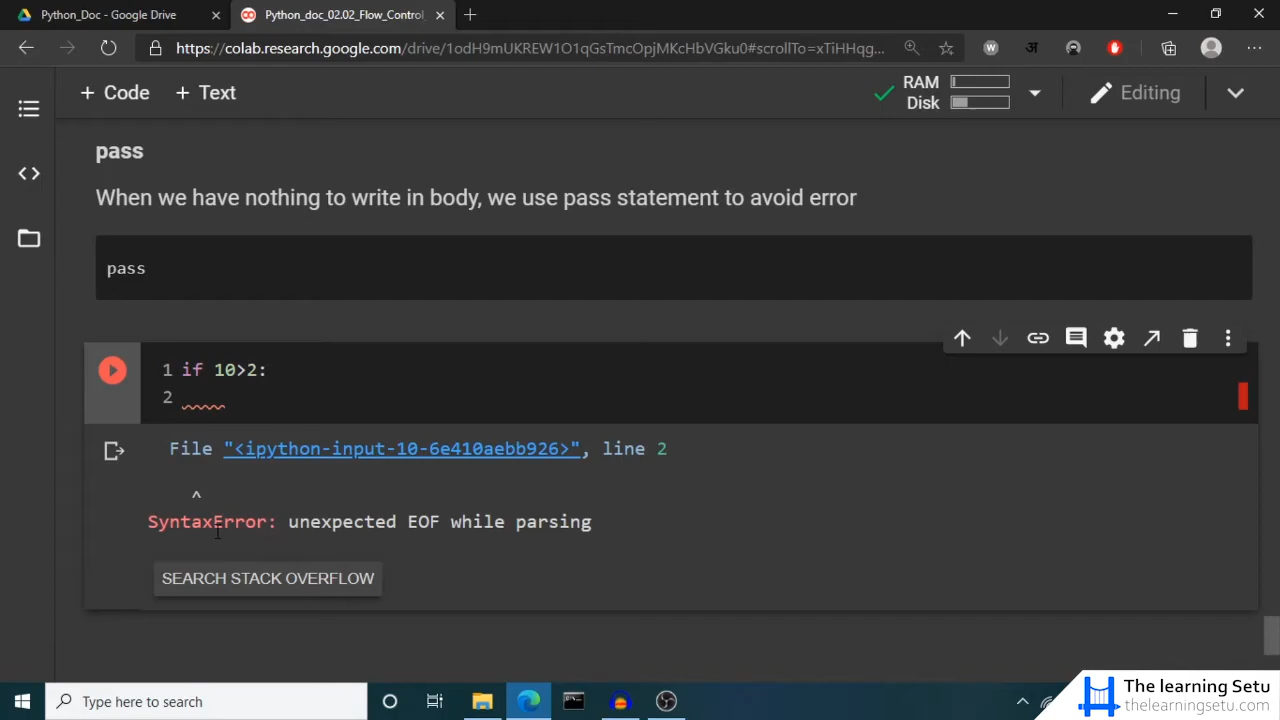 Python_Doc - Google Drive
Python_doc_02.02_Flow_Control_
https://colab.research.google.com/drive/1odH9mUKREW1O1qGsTmcOpjMKcHbVGku0#scrollTo=xTiHHqg...
+ Code + Text
RAM
Disk
Editing
pass
When we have nothing to write in body, we use pass statement to avoid error
pass
1 if 10>2:
2
File "<ipython-input-10-6e410aebb926>", line 2
^
SyntaxError: unexpected EOF while parsing
SEARCH STACK OVERFLOW
Type here to search
The learning Setu
thelearningsetu.com